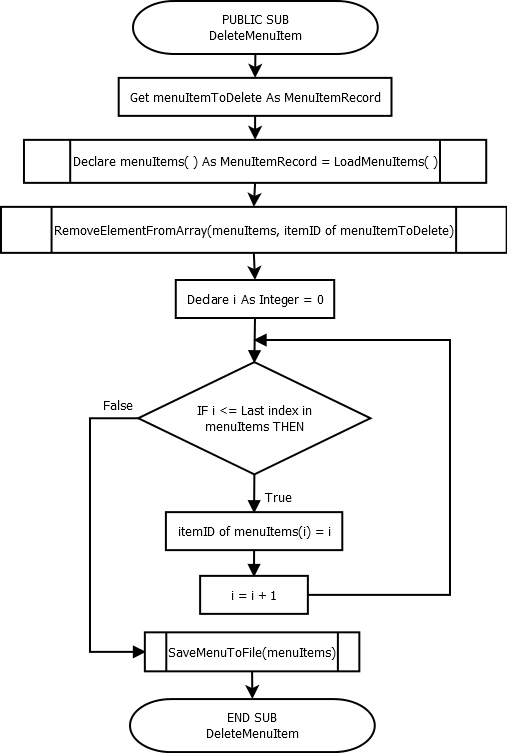 PUBLIC SUB
DeleteMenuItem
Get menuItemToDelete As MenuItemRecord
Declare menuItems( ) As MenuItemRecord = LoadMenuItems( )
RemoveElementFromArray(menuItems, itemID of menuItemToDelete)
Declare i As Integer = 0
IF i <= Last index in
menuItems THEN
False
True
itemID of menuItems(i) = i
i = i + 1
SaveMenuToFile(menuItems)
END SUB
DeleteMenuItem